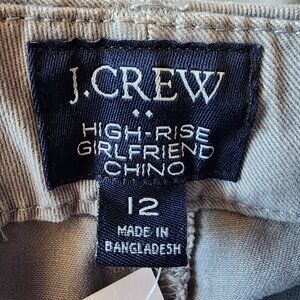 J.CREW
HIGH-RISE
GIRLFRIEND
CHINO
12
MADE IN
BANGLADESH